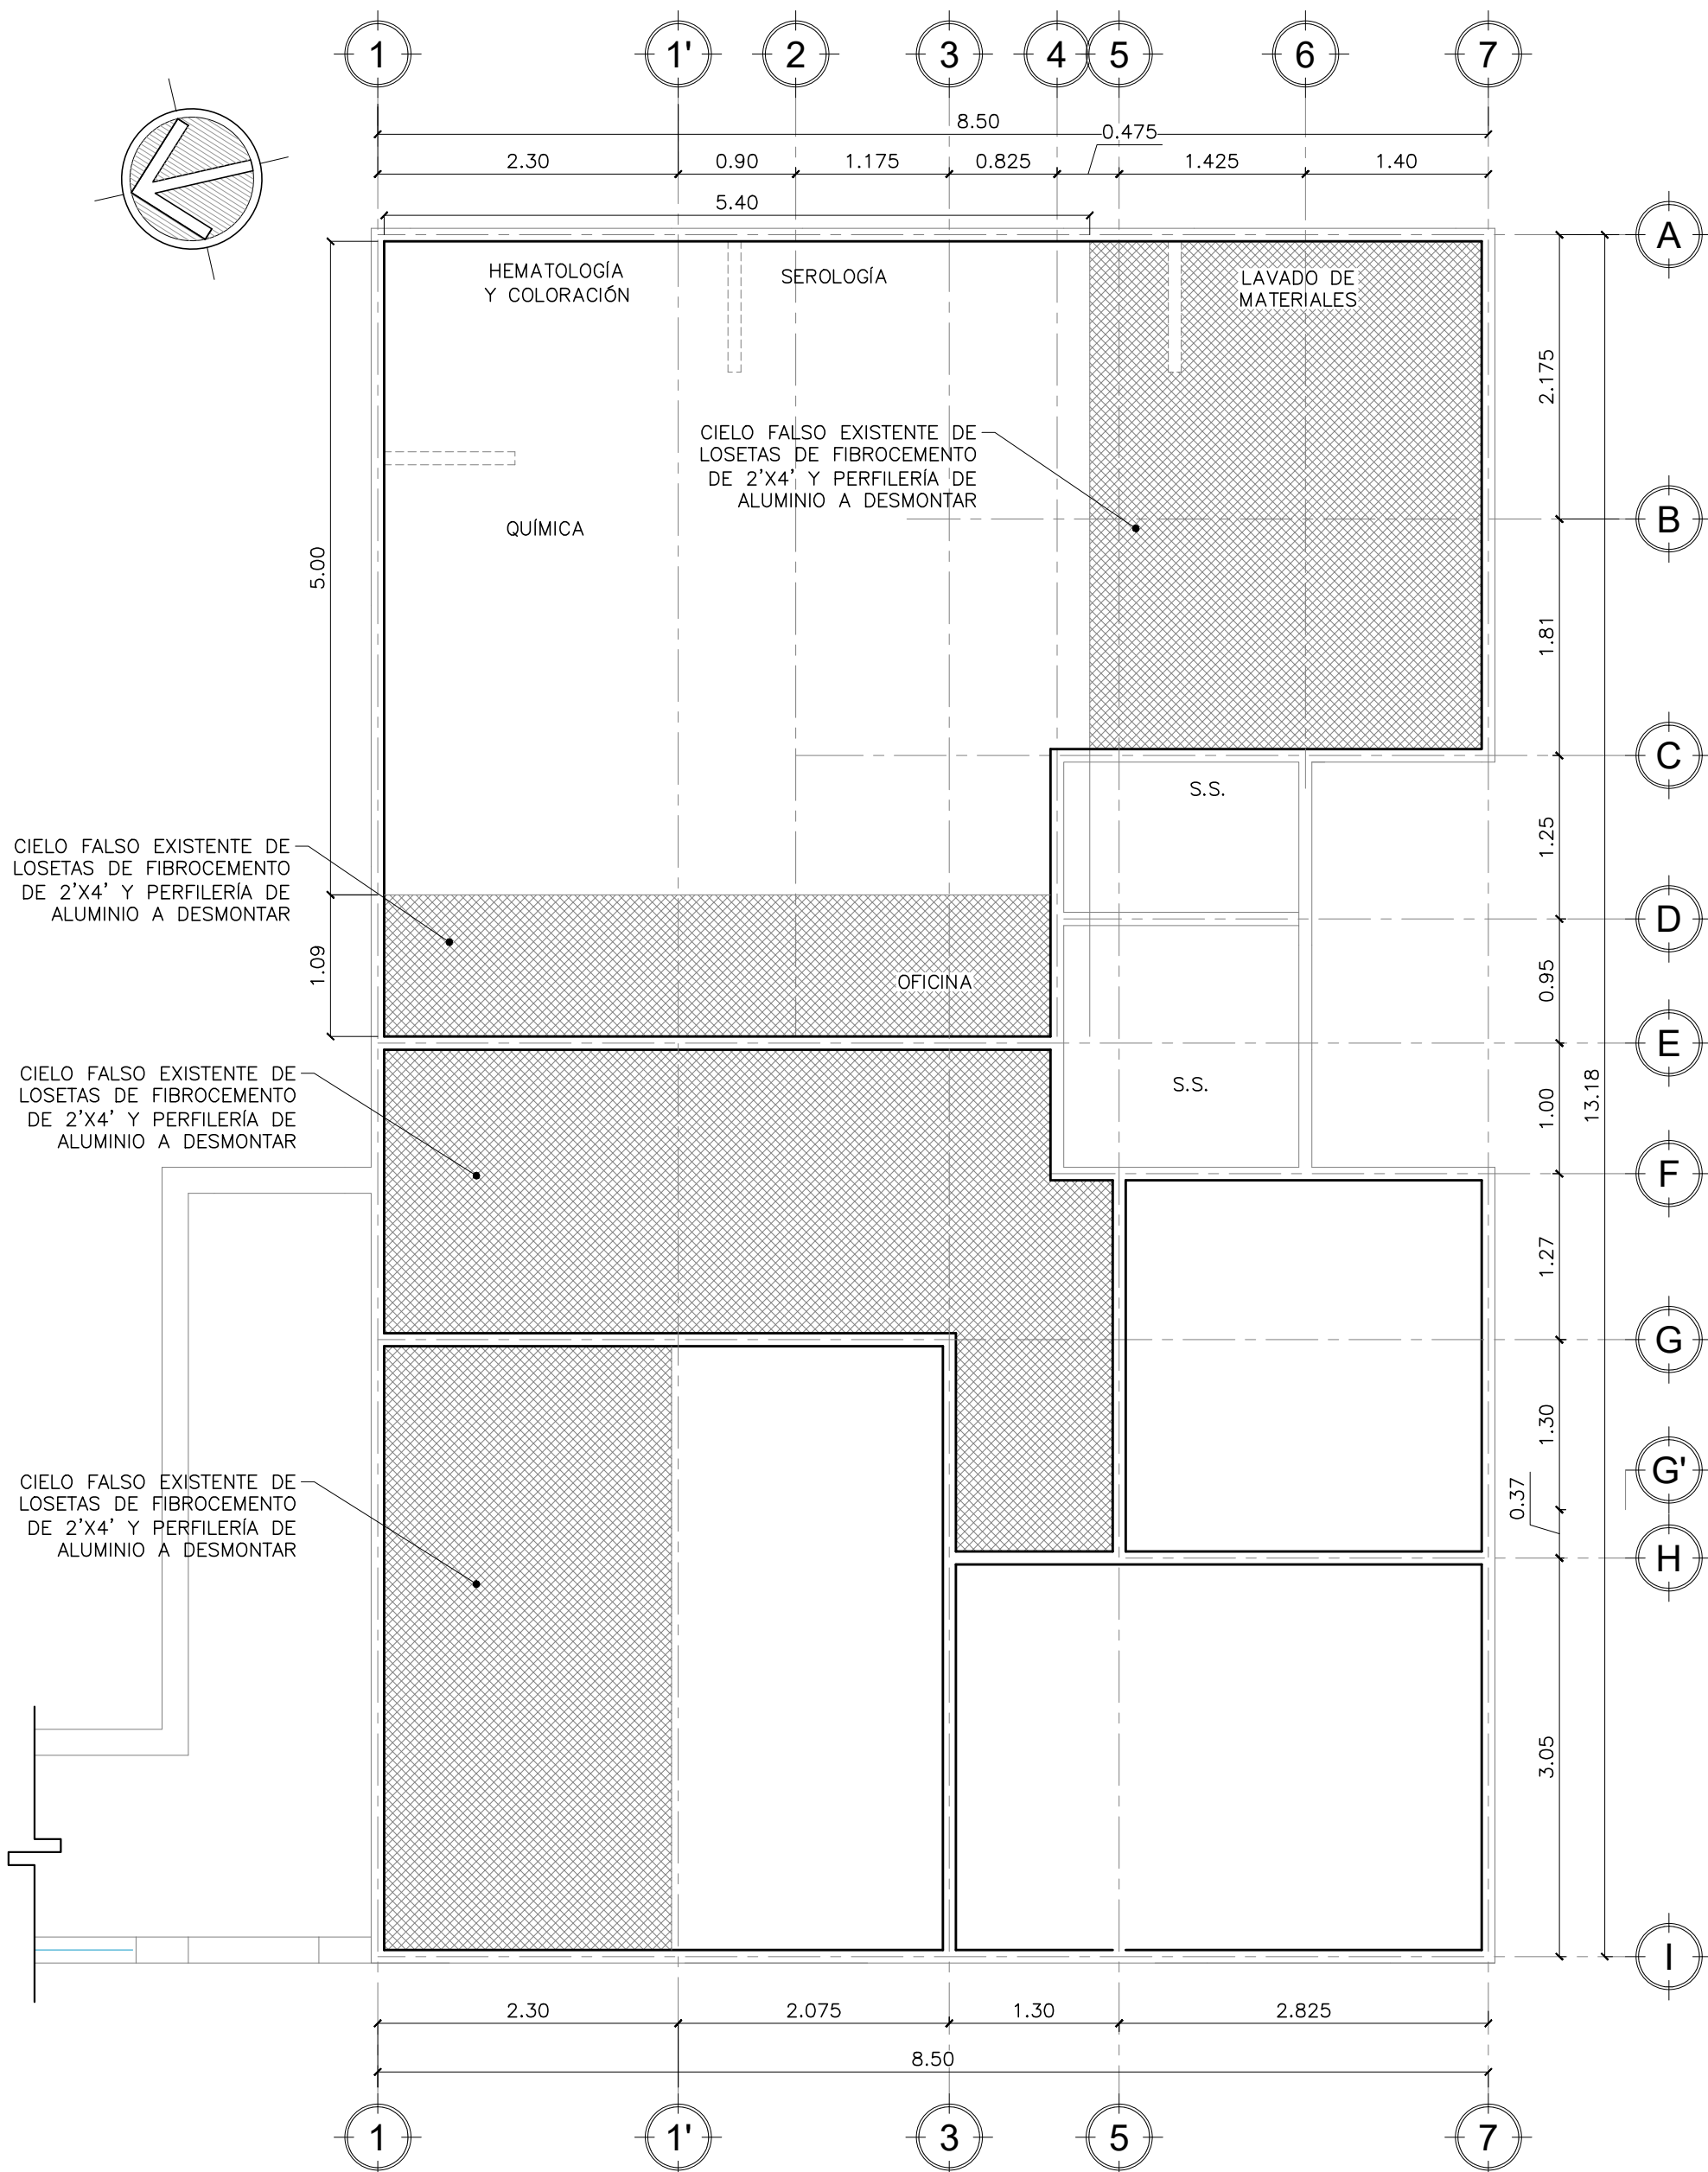 1 1' 2 3 4 5 6 7
8.50
0.475
2.30 0.90 1.175 0.825 1.425 1.40
5.40
A
HEMATOLOGÍA
Y COLORACIÓN
SEROLOGÍA
LAVADO DE
MATERIALES
2.175
CIELO FALSO EXISTENTE DE
LOSETAS DE FIBROCEMENTO
DE 2'X4' Y PERFILERÍA DE
ALUMINIO A DESMONTAR
B
QUÍMICA
5.00
1.81
C
S.S.
1.25
CIELO FALSO EXISTENTE DE
LOSETAS DE FIBROCEMENTO
DE 2'X4' Y PERFILERÍA DE
ALUMINIO A DESMONTAR
D
1.09
OFICINA
0.95
E
CIELO FALSO EXISTENTE DE
LOSETAS DE FIBROCEMENTO
DE 2'X4' Y PERFILERÍA DE
ALUMINIO A DESMONTAR
S.S.
1.00
13.18
F
1.27
G
1.30
G'
CIELO FALSO EXISTENTE DE
LOSETAS DE FIBROCEMENTO
DE 2'X4' Y PERFILERÍA DE
ALUMINIO A DESMONTAR
0.37
H
3.05
I
2.30 2.075 1.30 2.825
8.50
1 1' 3 5 7